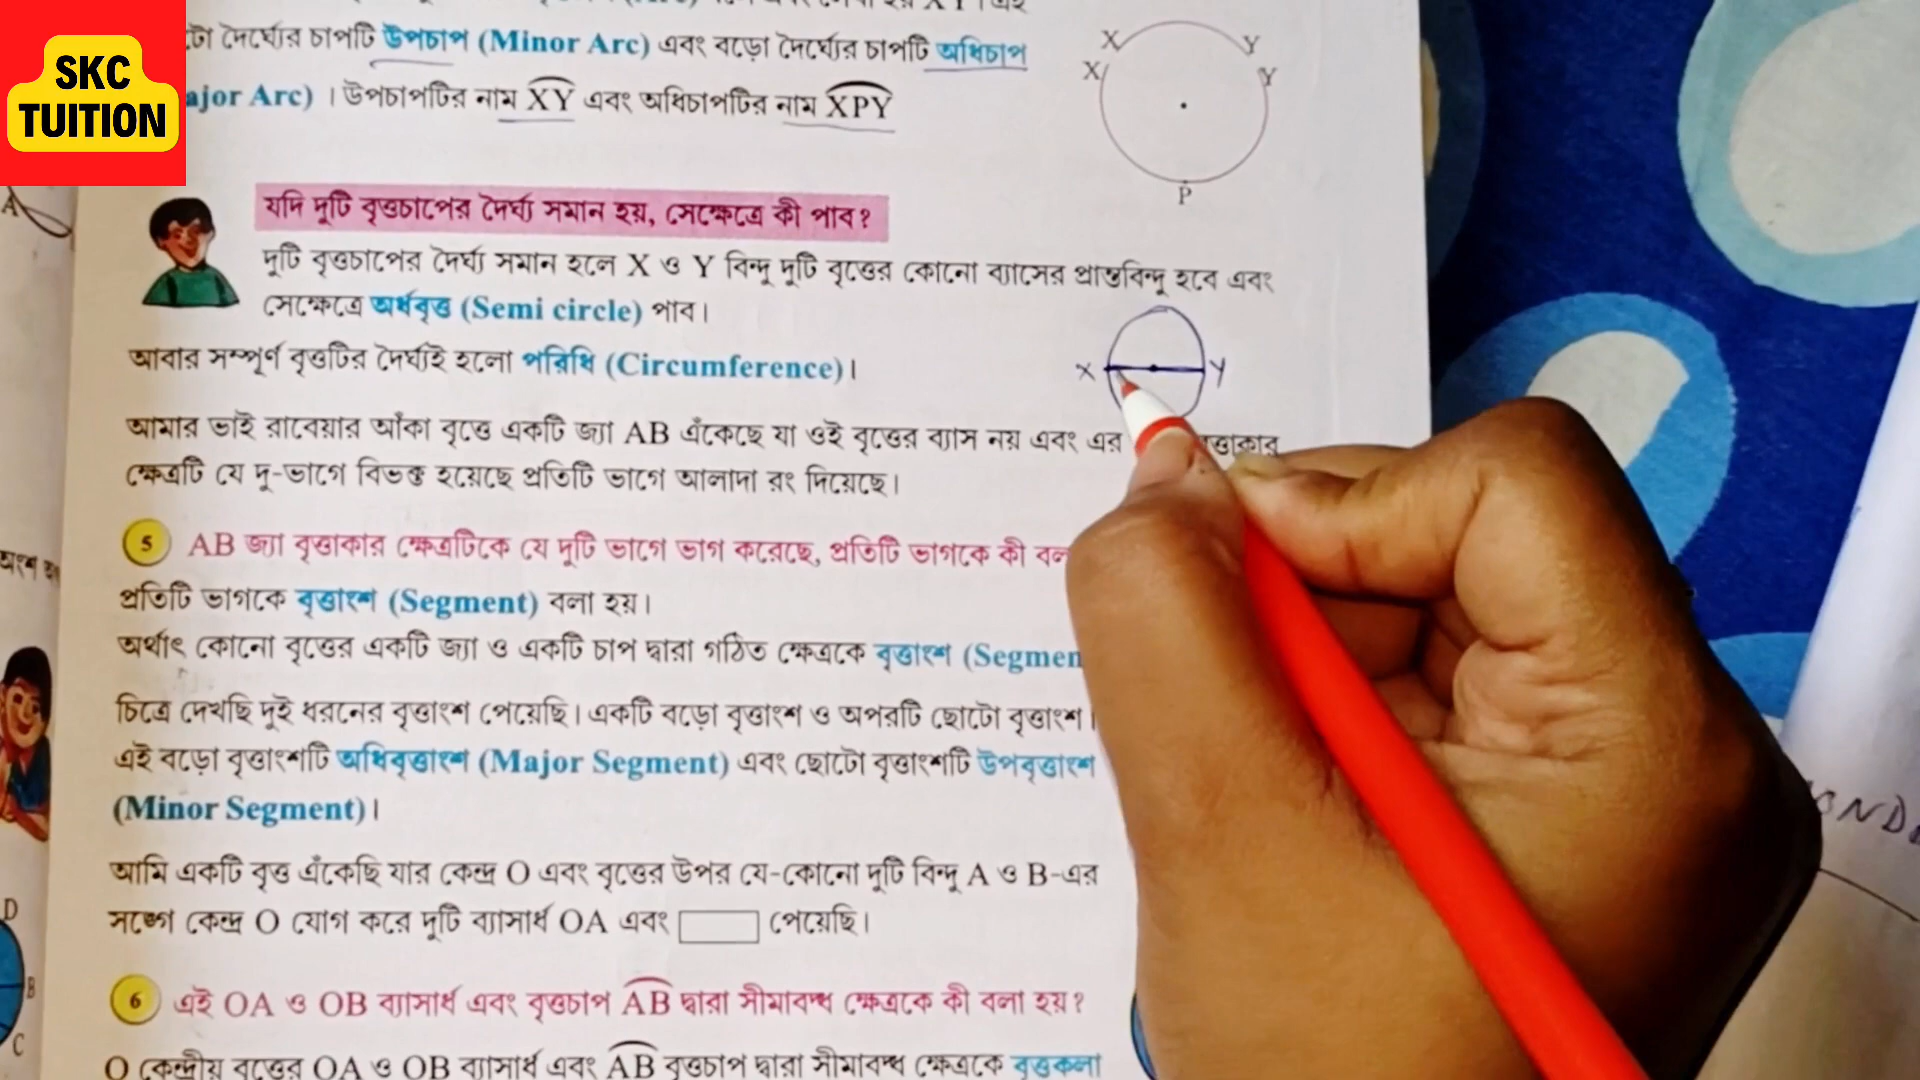 SKC
TUITION
দৈর্ঘ্যের চাপটি উপচাপ (Minor Arc) এবং বড়ো দৈর্ঘ্যের চাপটি অধিচাপ
ajor Arc) । উপচাপটির নাম XY এবং অধিচাপটির নাম XPY
X Y
X Y
P
A
যদি দুটি বৃত্তচাপের দৈর্ঘ্য সমান হয়, সেক্ষেত্রে কী পাব?
দুটি বৃত্তচাপের দৈর্ঘ্য সমান হলে X ও Y বিন্দু দুটি বৃত্তের কোনো ব্যাসের প্রান্তবিন্দু হবে এবং
সেক্ষেত্রে অর্ধবৃত্ত (Semi circle) পাব।
আবার সম্পূর্ণ বৃত্তটির দৈর্ঘ্যই হলো পরিধি (Circumference)।
X Y
আমার ভাই রাবেয়ার আঁকা বৃত্তে একটি জ্যা AB এঁকেছে যা ওই বৃত্তের ব্যাস নয় এবং এর
ক্ষেত্রটি যে দু-ভাগে বিভক্ত হয়েছে প্রতিটি ভাগে আলাদা রং দিয়েছে।
5 AB জ্যা বৃত্তাকার ক্ষেত্রটিকে যে দুটি ভাগে ভাগ করেছে, প্রতিটি ভাগকে কী বল
প্রতিটি ভাগকে বৃত্তাংশ (Segment) বলা হয়।
অর্থাৎ কোনো বৃত্তের একটি জ্যা ও একটি চাপ দ্বারা গঠিত ক্ষেত্রকে বৃত্তাংশ (Segmen
চিত্রে দেখছি দুই ধরনের বৃত্তাংশ পেয়েছি। একটি বড়ো বৃত্তাংশ ও অপরটি ছোটো বৃত্তাংশ।
এই বড়ো বৃত্তাংশটি অধিবৃত্তাংশ (Major Segment) এবং ছোটো বৃত্তাংশটি উপবৃত্তাংশ
(Minor Segment)।
আমি একটি বৃত্ত এঁকেছি যার কেন্দ্র O এবং বৃত্তের উপর যে-কোনো দুটি বিন্দু A ও B-এর
সঙ্গে কেন্দ্র O যোগ করে দুটি ব্যাসার্ধ OA এবং পেয়েছি।
D
B
C
6 এই OA ও OB ব্যাসার্ধ এবং বৃত্তচাপ AB দ্বারা সীমাবদ্ধ ক্ষেত্রকে কী বলা হয়?
O কেন্দ্রীয় বৃত্তের OA ও OB ব্যাসার্ধ এবং AB বৃত্তচাপ দ্বারা সীমাবদ্ধ ক্ষেত্রকে বৃত্তকলা